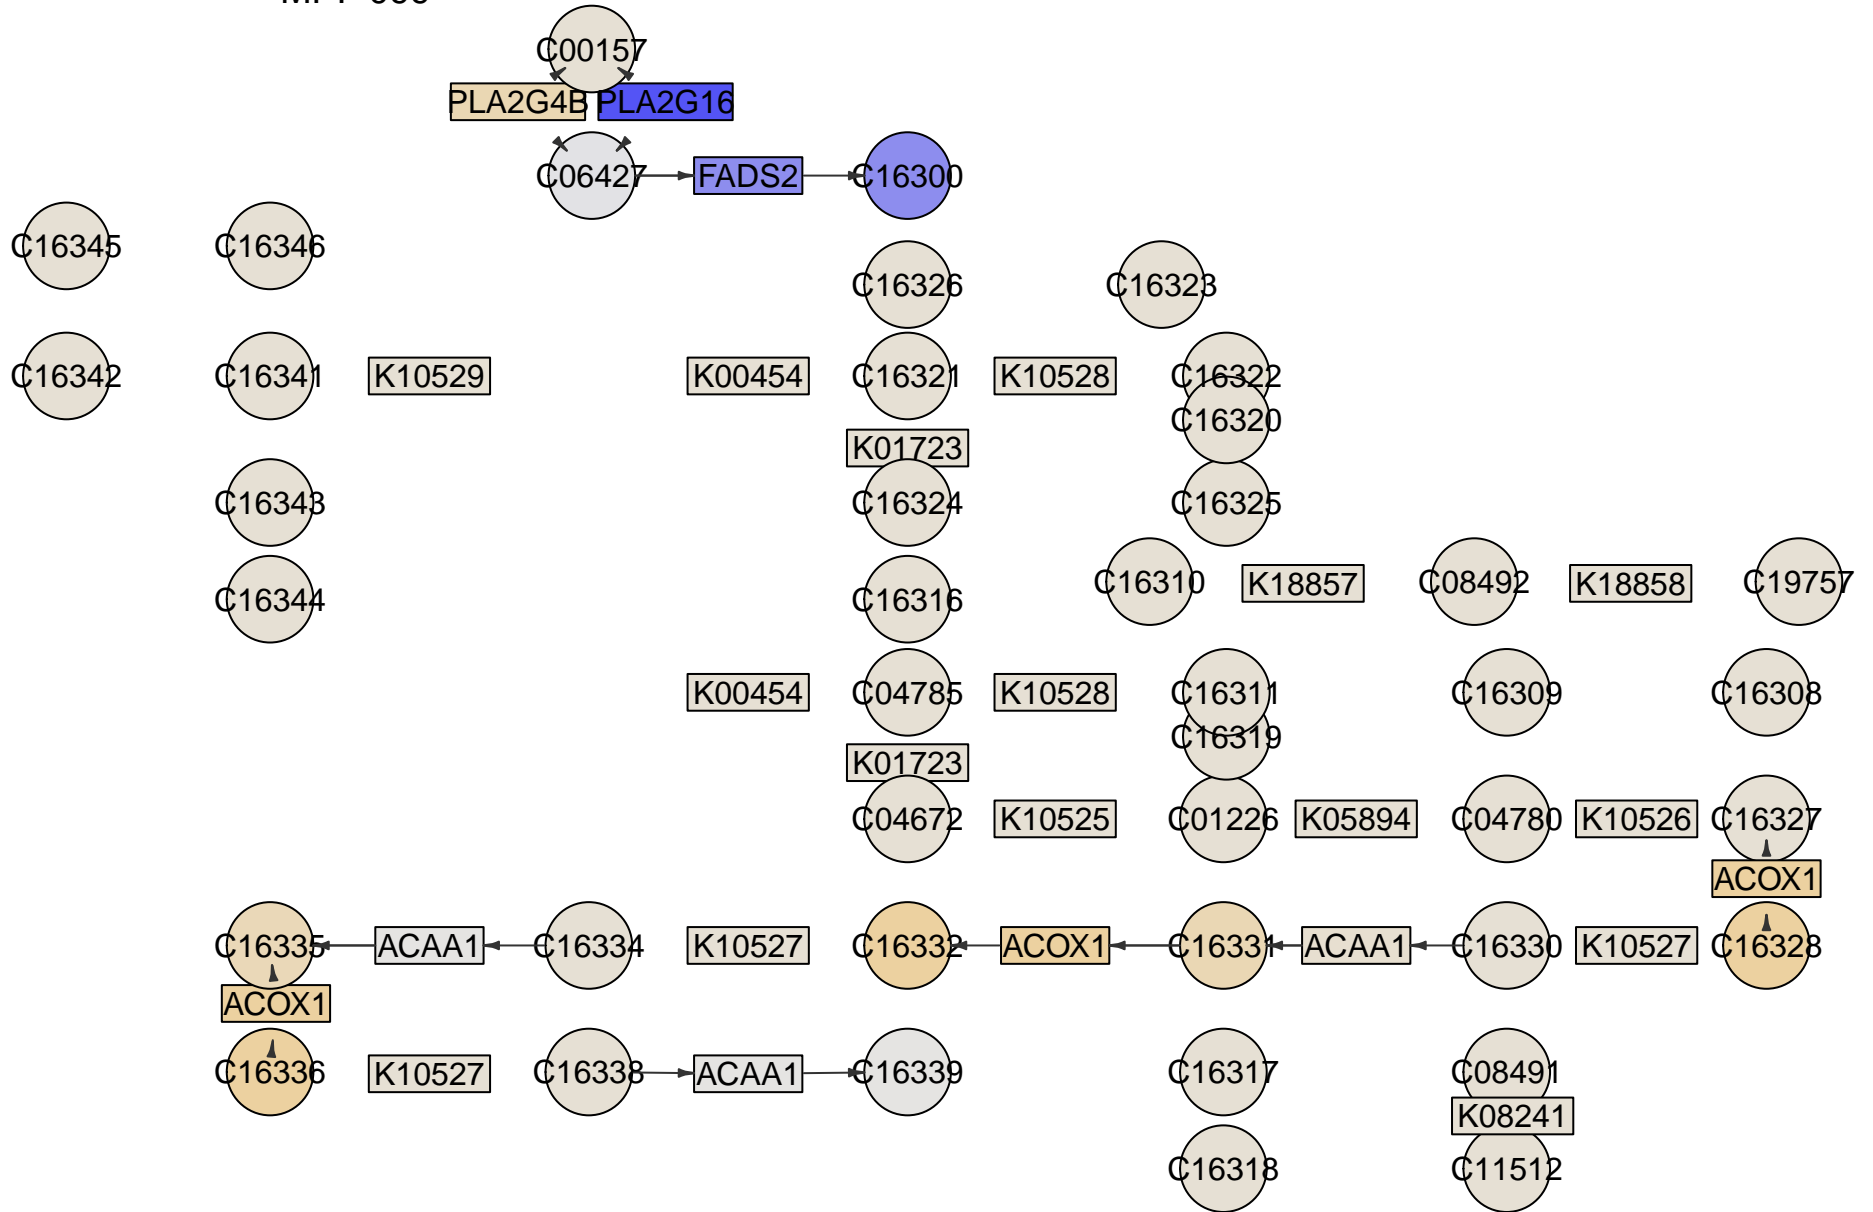 C00157
PLA2G4B PLA2G16
C06427 FADS2 C16300
C16345 C16346
C16326 C16323
C16342 C16341 K10529 K00454 C16321 K10528 C16322
C16320
K01723
C16343 C16324 C16325
C16310 K18857 C08492 K18858 C19757
C16344 C16316
K00454 C04785 K10528 C16311 C16309 C16308
C16319
K01723
C04672 K10525 C01226 K05894 C04780 K10526 C16327
ACOX1
C16335 ACAA1 C16334 K10527 C16332 ACOX1 C16331 ACAA1 C16330 K10527 C16328
ACOX1
C16336 K10527 C16338 ACAA1 C16339 C16317 C08491
K08241
C16318 C11512